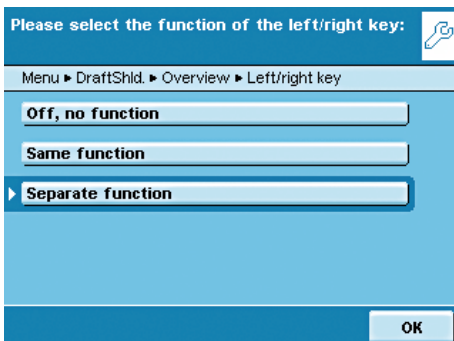 Please select the function of the left/right key:
Menu ▸ DraftShld. ▸ Overview ▸ Left/right key
Off, no function
Same function
Separate function
OK